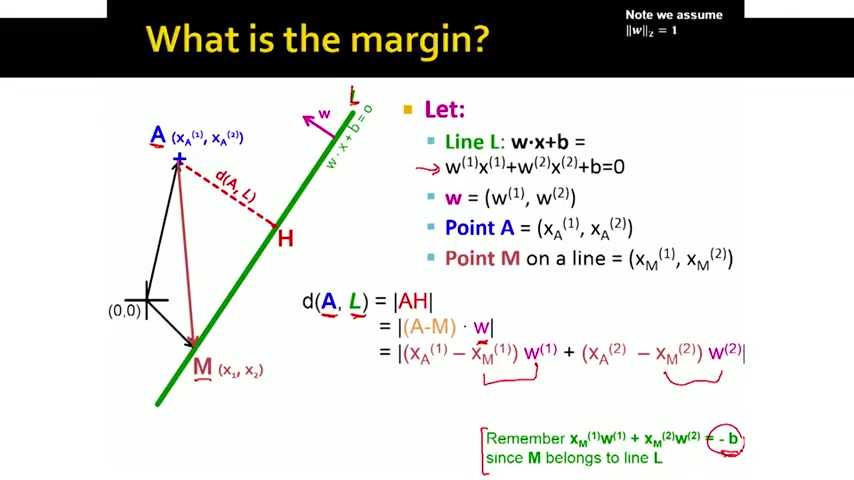 Note we assume
‖w‖₂ = 1
What is the margin?
L
w
w · x + b = 0
A (x_A⁽¹⁾, x_A⁽²⁾)
+
d(A, L)
H
(0,0)
M (x₁, x₂)
Let:
Line L: w·x+b =
w⁽¹⁾x⁽¹⁾+w⁽²⁾x⁽²⁾+b=0
w = (w⁽¹⁾, w⁽²⁾)
Point A = (x_A⁽¹⁾, x_A⁽²⁾)
Point M on a line = (x_M⁽¹⁾, x_M⁽²⁾)
d(A, L) = |AH|
= |(A-M) · w|
= |(x_A⁽¹⁾ – x_M⁽¹⁾) w⁽¹⁾ + (x_A⁽²⁾ – x_M⁽²⁾) w⁽²⁾|
Remember x_M⁽¹⁾w⁽¹⁾ + x_M⁽²⁾w⁽²⁾ = - b
since M belongs to line L